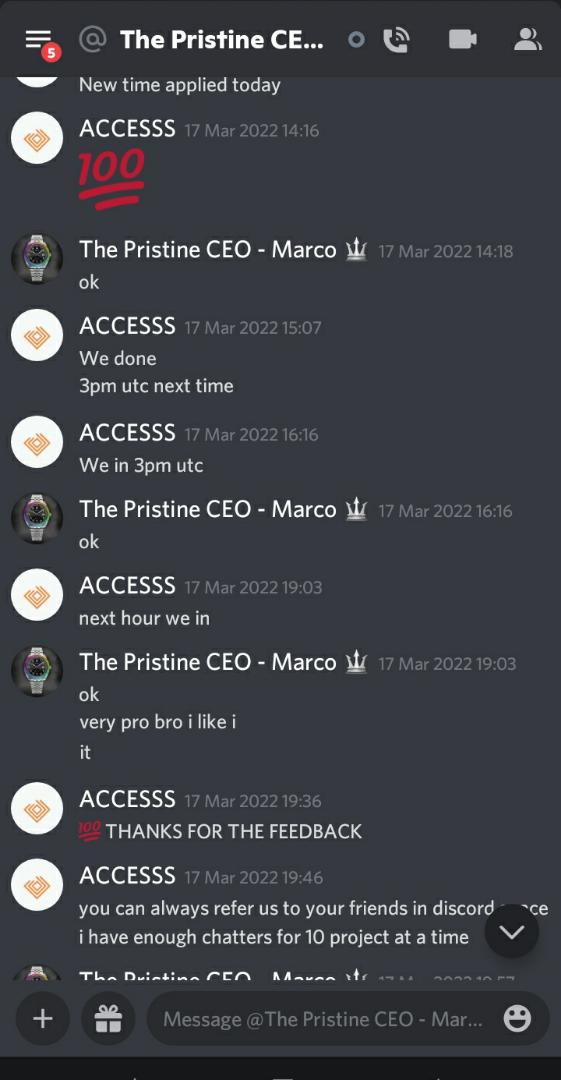 5
@ The Pristine CE...
New time applied today
ACCESSS 17 Mar 2022 14:16
100
The Pristine CEO - Marco 17 Mar 2022 14:18
ok
ACCESSS 17 Mar 2022 15:07
We done
3pm utc next time
ACCESSS 17 Mar 2022 16:16
We in 3pm utc
The Pristine CEO - Marco 17 Mar 2022 16:16
ok
ACCESSS 17 Mar 2022 19:03
next hour we in
The Pristine CEO - Marco 17 Mar 2022 19:03
ok
very pro bro i like i
it
ACCESSS 17 Mar 2022 19:36
100 THANKS FOR THE FEEDBACK
ACCESSS 17 Mar 2022 19:46
you can always refer us to your friends in discord
i have enough chatters for 10 project at a time
The Pristine CEO - Marco
Message @The Pristine CEO - Mar...